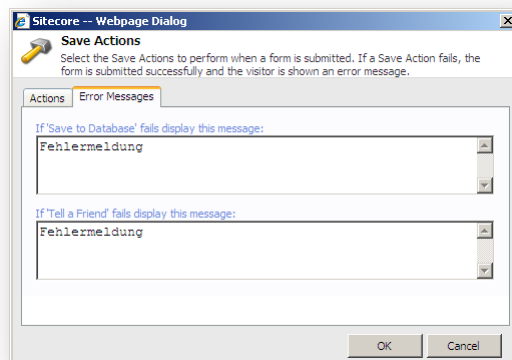 Sitecore -- Webpage Dialog
Save Actions
Select the Save Actions to perform when a form is submitted. If a Save Action fails, the
form is submitted successfully and the visitor is shown an error message.
Actions
Error Messages
If 'Save to Database' fails display this message:
Fehlermeldung
If 'Tell a Friend' fails display this message:
Fehlermeldung
OK
Cancel